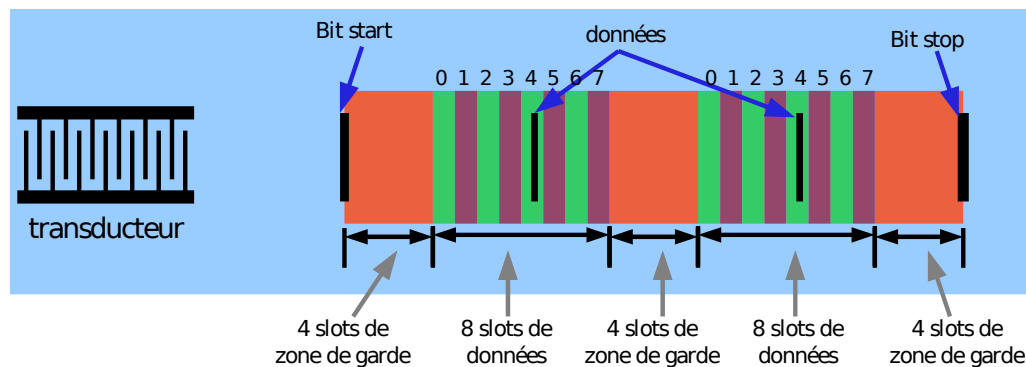 Bit start
données
Bit stop
0 1 2 3 4 5 6 7
0 1 2 3 4 5 6 7
transducteur
4 slots de
zone de garde
8 slots de
données
4 slots de
zone de garde
8 slots de
données
4 slots de
zone de garde